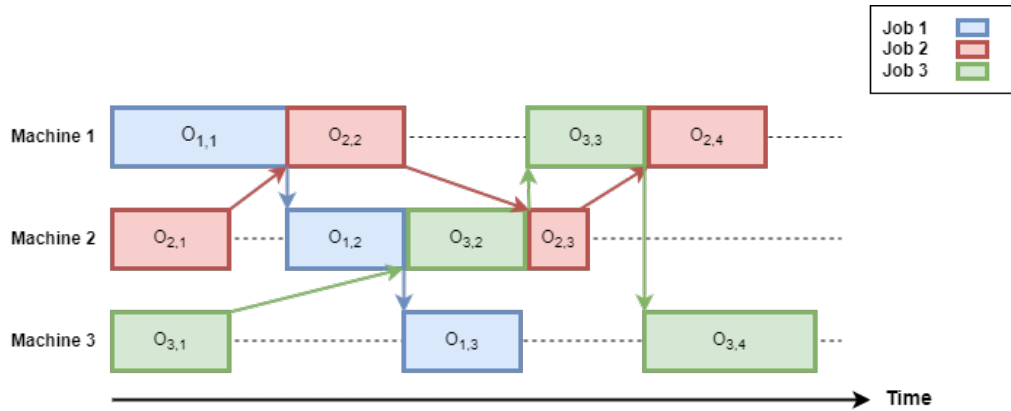 Job 1
Job 2
Job 3
Machine 1
O1,1
O2,2
O3,3
O2,4
Machine 2
O2,1
O1,2
O3,2
O2,3
Machine 3
O3,1
O1,3
O3,4
Time